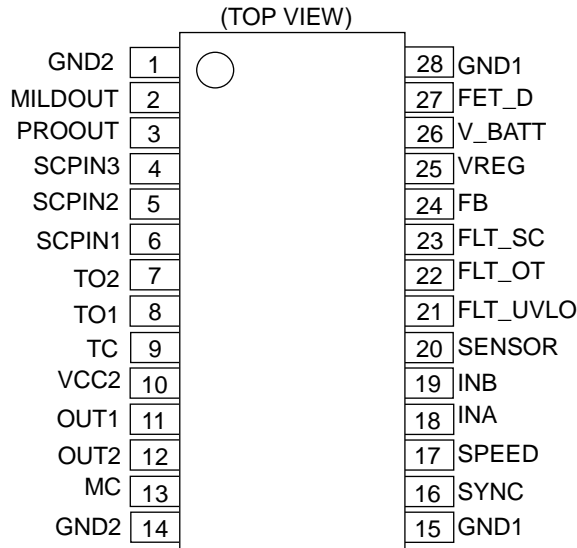 (TOP VIEW)
GND2 1 28 GND1
MILDOUT 2 27 FET_D
PROOUT 3 26 V_BATT
SCPIN3 4 25 VREG
SCPIN2 5 24 FB
SCPIN1 6 23 FLT_SC
TO2 7 22 FLT_OT
TO1 8 21 FLT_UVLO
TC 9 20 SENSOR
VCC2 10 19 INB
OUT1 11 18 INA
OUT2 12 17 SPEED
MC 13 16 SYNC
GND2 14 15 GND1